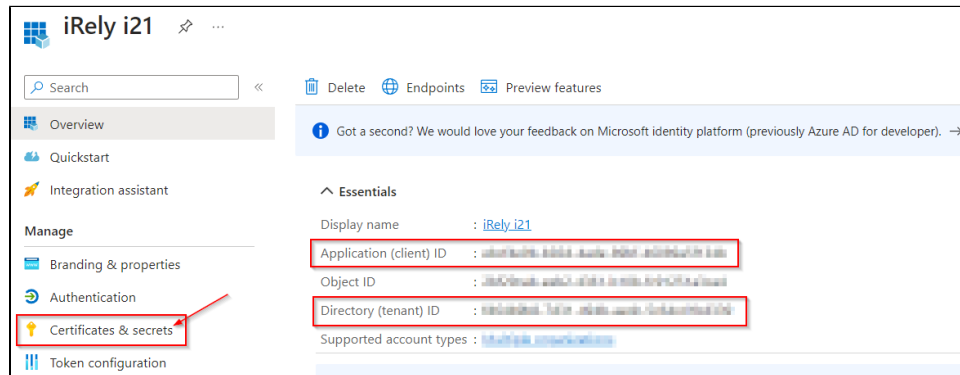 iRely i21
Search
Overview
Quickstart
Integration assistant
Manage
Branding & properties
Authentication
Certificates & secrets
Token configuration
Delete Endpoints Preview features
Got a second? We would love your feedback on Microsoft identity platform (previously Azure AD for developer).
Essentials
Display name : iRely i21
Application (client) ID :
Object ID :
Directory (tenant) ID :
Supported account types :